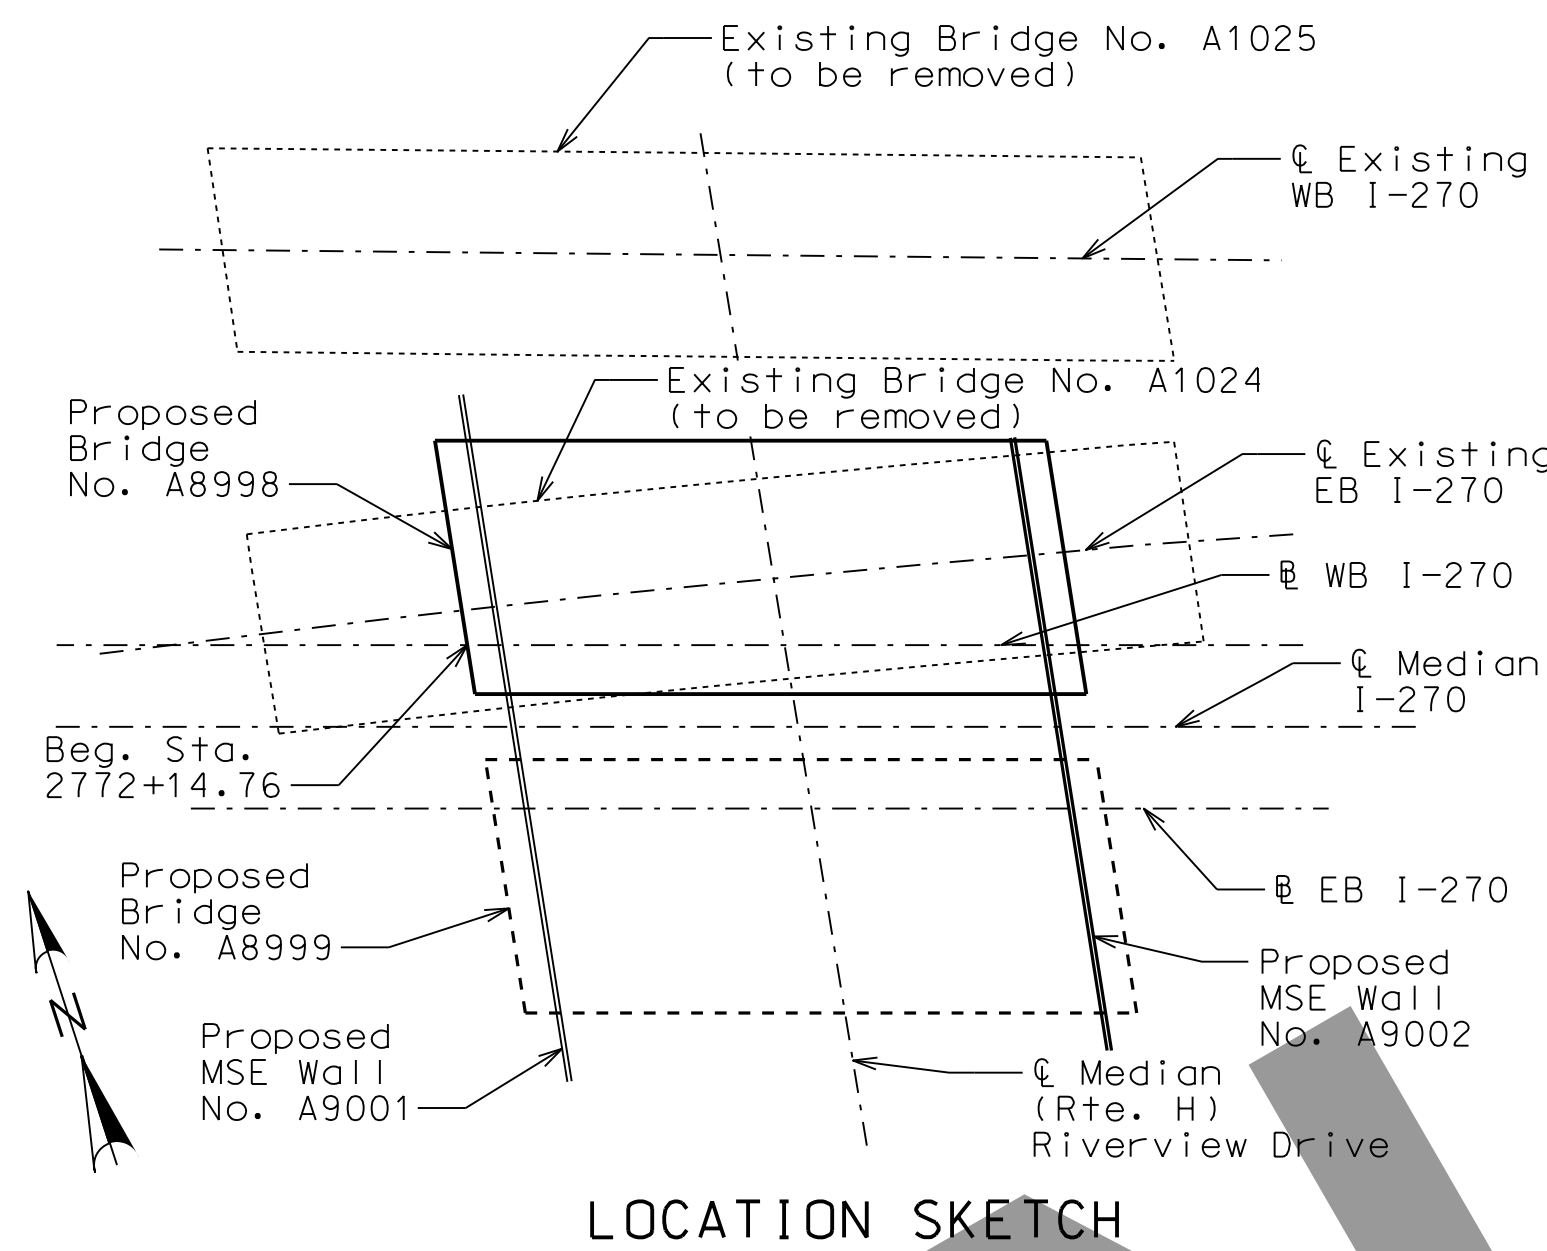 Existing Bridge No. A1025
(to be removed)
℄ Existing
WB I-270
Existing Bridge No. A1024
(to be removed)
Proposed
Bridge
No. A8998
℄ Existing
EB I-270
℄ WB I-270
℄ Median
I-270
Beg. Sta.
2772+14.76
Proposed
Bridge
No. A8999
℄ EB I-270
N
Proposed
MSE Wall
No. A9002
Proposed
MSE Wall
No. A9001
℄ Median
(Rte. H)
Riverview Drive
LOCATION SKETCH